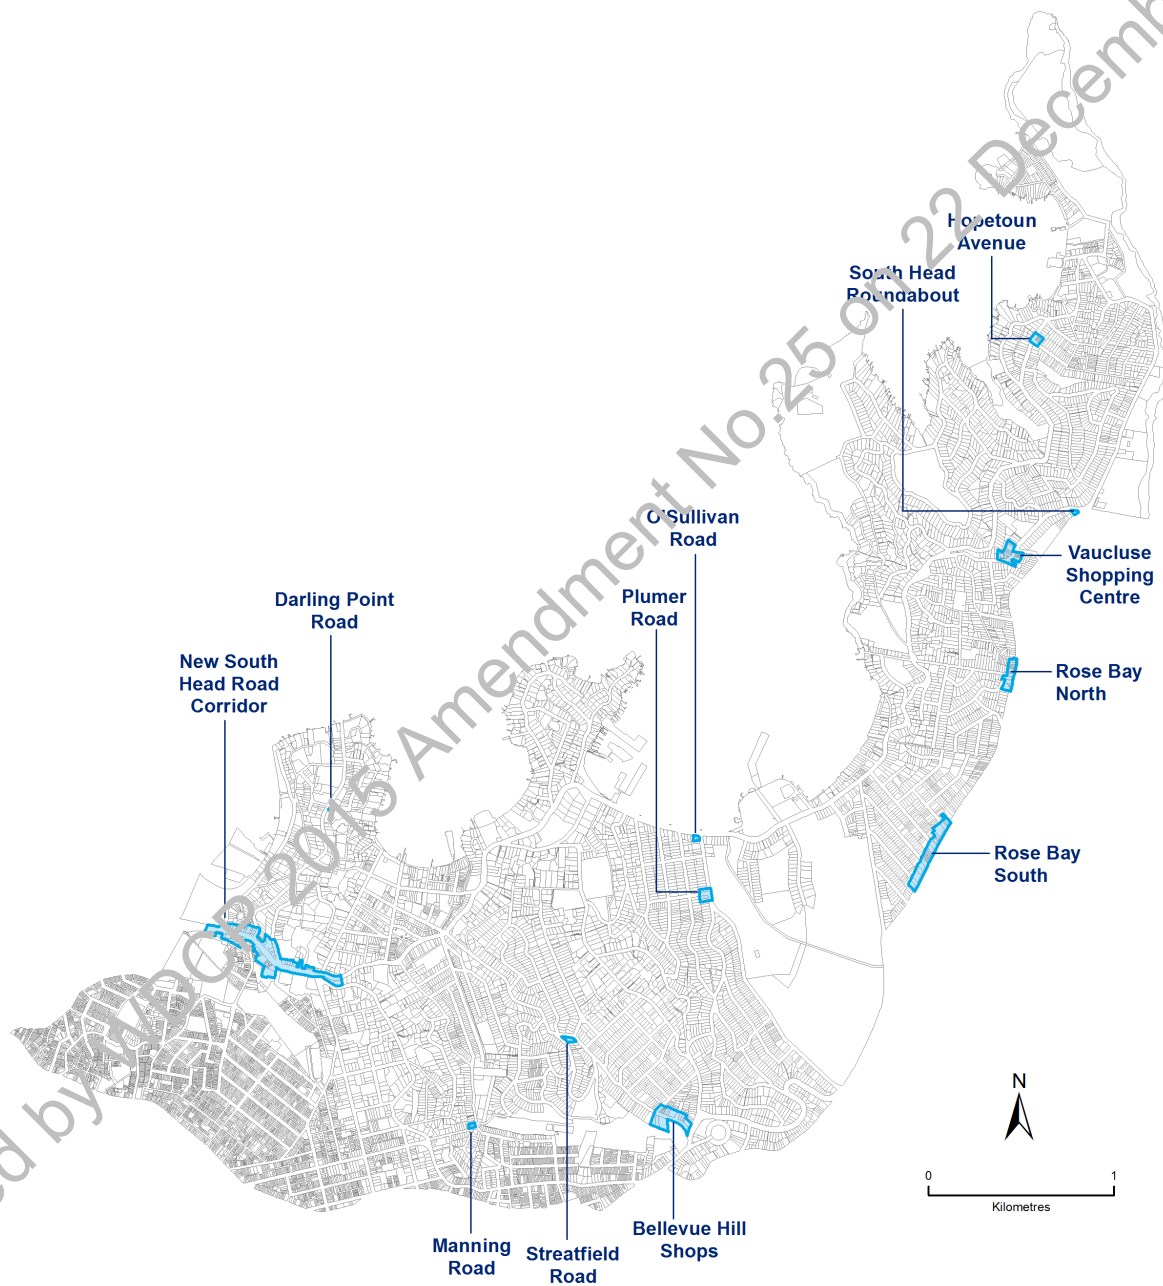 Hopetoun
Avenue
South Head
Roundabout
O'Sullivan
Road
Plumer
Road
Darling Point
Road
New South
Head Road
Corridor
Vaucluse
Shopping
Centre
Rose Bay
North
Rose Bay
South
N
0 1
Kilometres
Manning
Road
Streatfield
Road
Bellevue Hill
Shops
by WDCP 2015 Amendment No.25 on 22